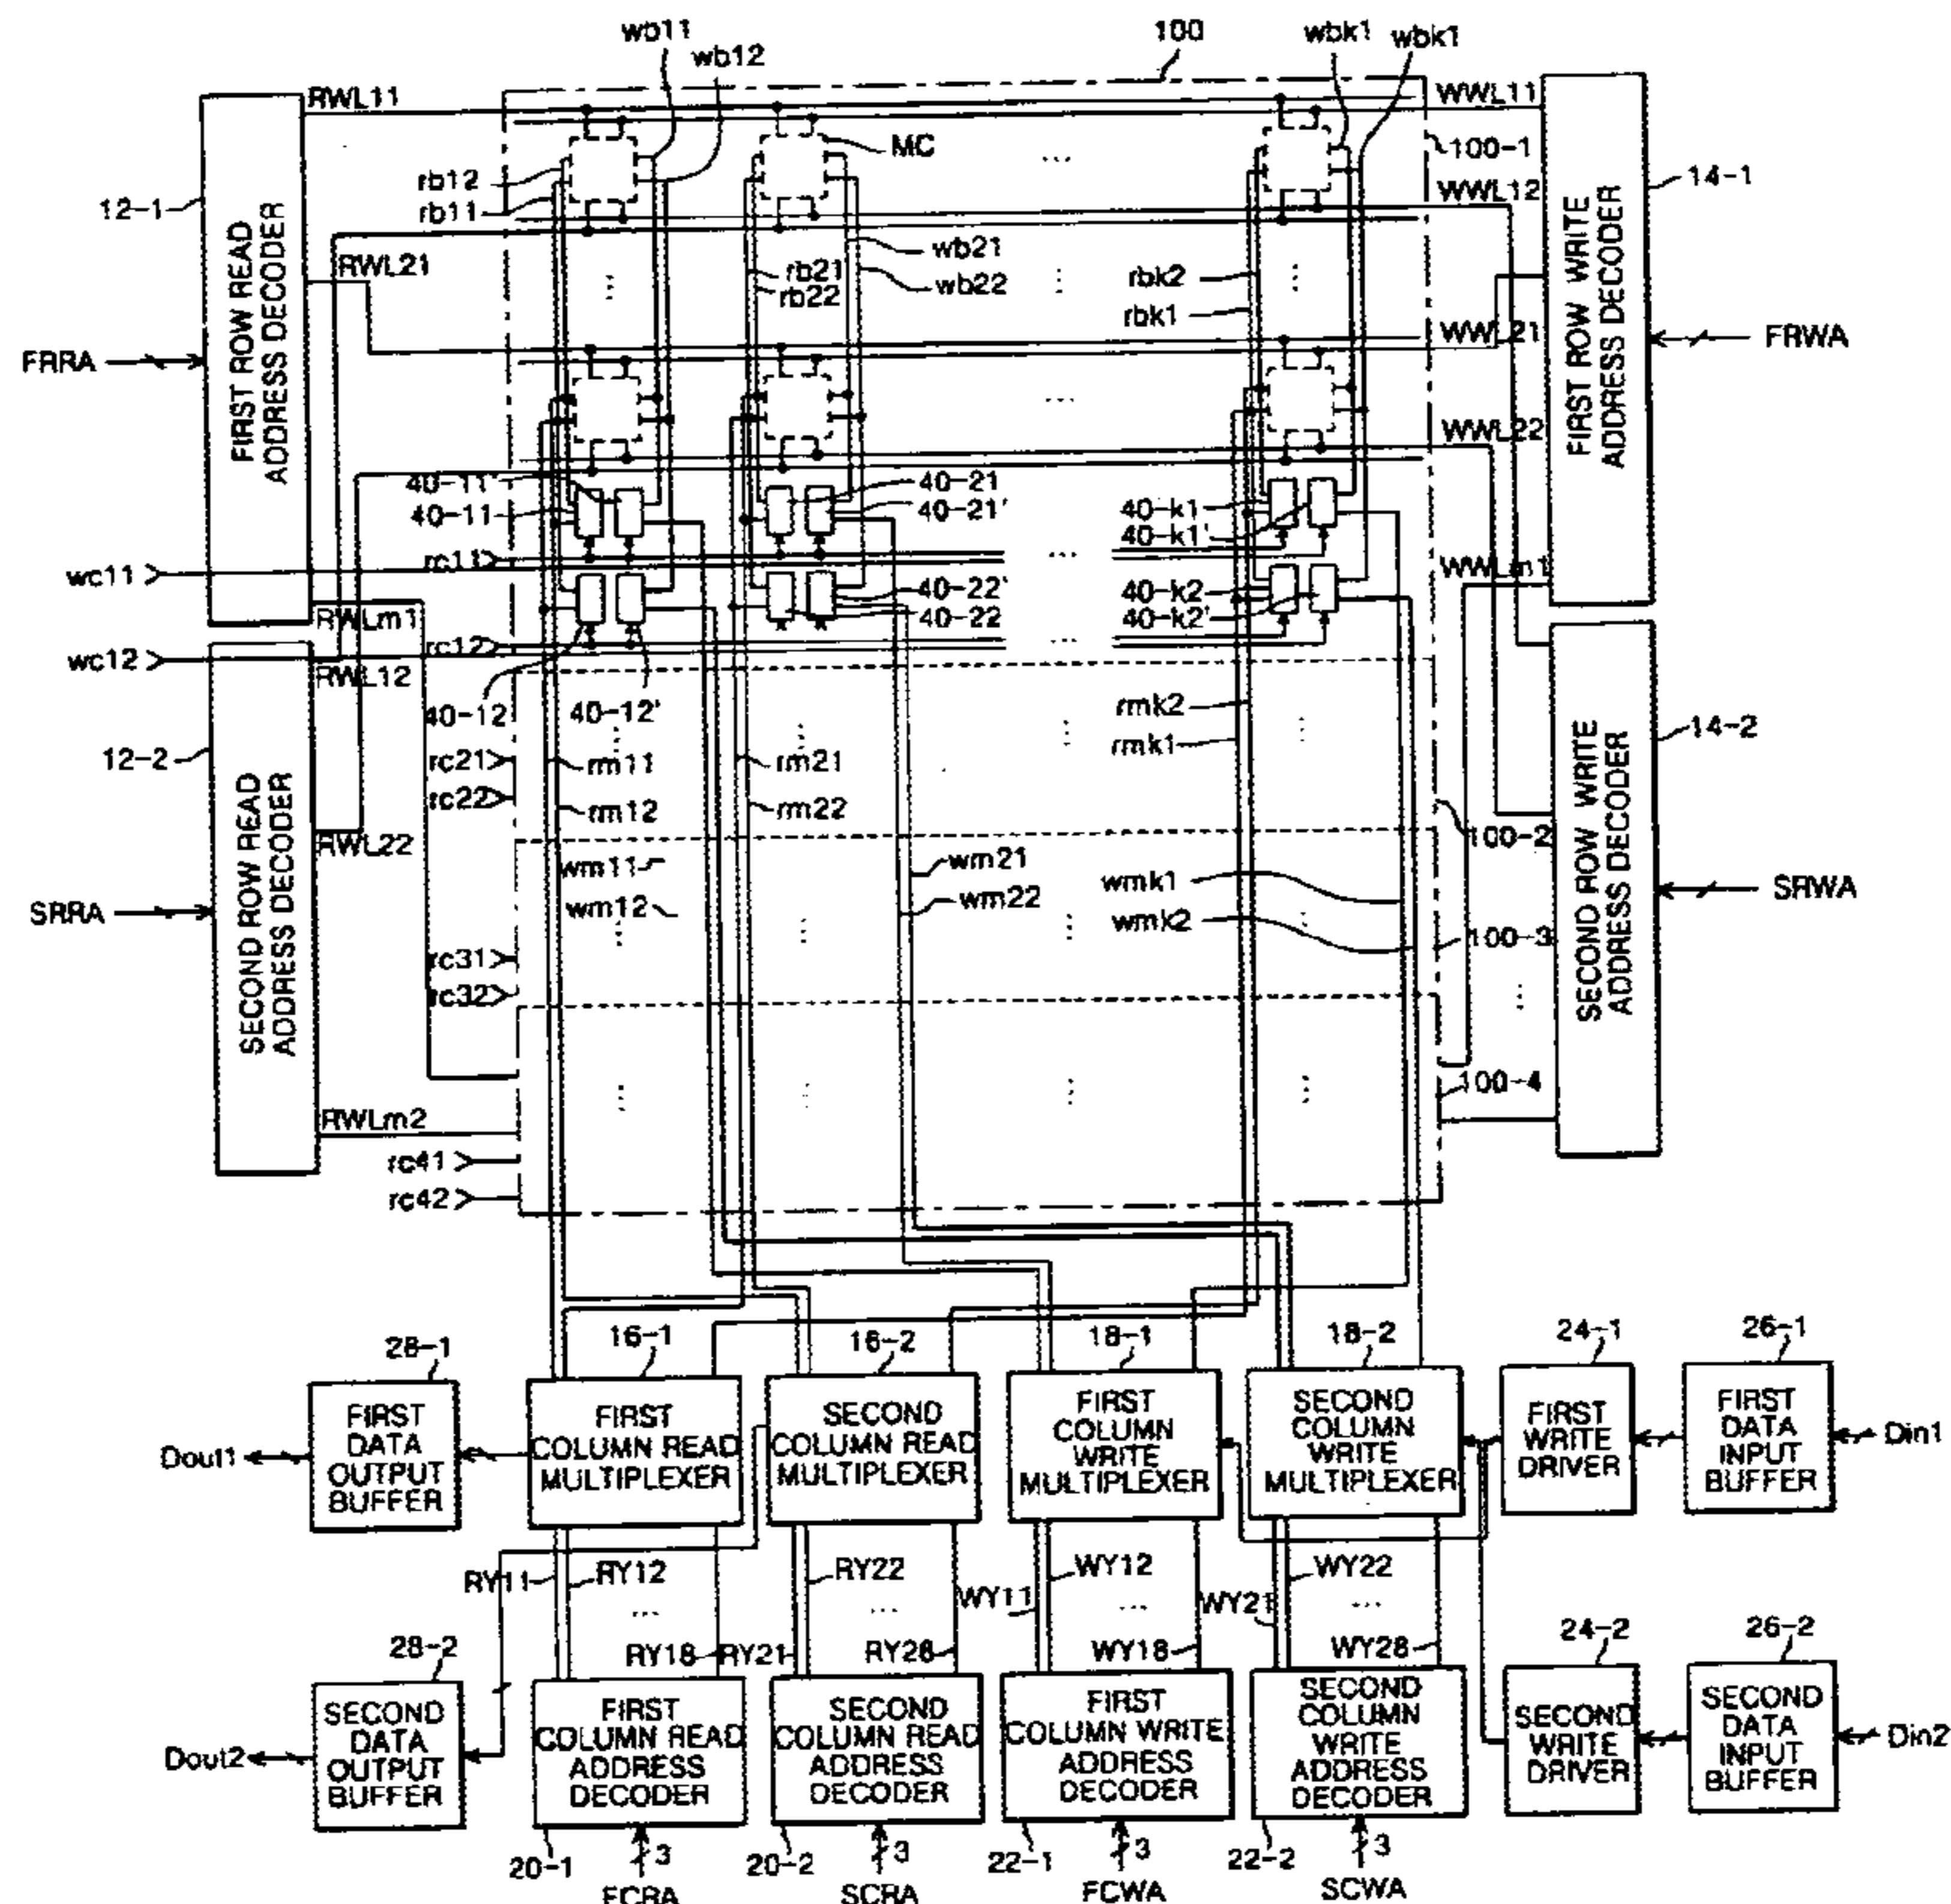 wb11
wb12
100
wbk1
wbk1
RWL11
WWL11
MC
100-1
12-1
rb12
rb11
WWL12
14-1
FIRST ROW READ
ADDRESS DECODER
RWL21
wb21
rb21
rb22
wb22
rbk2
rbk1
FIRST ROW WRITE
ADDRESS DECODER
FRRA
WWL21
FRWA
WWL22
40-11'
40-11
40-21
40-21'
40-k1
40-k1'
wc11
rc11
WWLm1
40-22'
40-22
40-k2
40-k2'
RWLm1
wc12
rc12
RWL12
40-12
40-12'
rmk2
rmk1
12-2
14-2
rc21
rc22
rm11
rm12
rm21
rm22
SECOND ROW READ
ADDRESS DECODER
RWL22
100-2
SECOND ROW WRITE
ADDRESS DECODER
wm11
wm12
wm21
wm22
wmk1
wmk2
SRRA
SRWA
100-3
rc31
rc32
100-4
RWLm2
rc41
rc42
28-1
16-1
16-2
18-1
18-2
24-1
26-1
FIRST
DATA
OUTPUT
BUFFER
FIRST
COLUMN READ
MULTIPLEXER
SECOND
COLUMN READ
MULTIPLEXER
FIRST
COLUMN
WRITE
MULTIPLEXER
SECOND
COLUMN
WRITE
MULTIPLEXER
FIRST
WRITE
DRIVER
FIRST
DATA
INPUT
BUFFER
Dout1
Din1
RY11
RY12
RY22
WY11
WY12
WY21
WY22
RY18
RY21
RY28
WY18
WY28
28-2
24-2
26-2
SECOND
DATA
OUTPUT
BUFFER
FIRST
COLUMN READ
ADDRESS
DECODER
SECOND
COLUMN READ
ADDRESS
DECODER
FIRST
COLUMN WRITE
ADDRESS
DECODER
SECOND
COLUMN
WRITE
ADDRESS
DECODER
SECOND
WRITE
DRIVER
SECOND
DATA
INPUT
BUFFER
Dout2
Din2
20-1
3
20-2
3
22-1
3
22-2
3
FCRA
SCRA
FCWA
SCWA